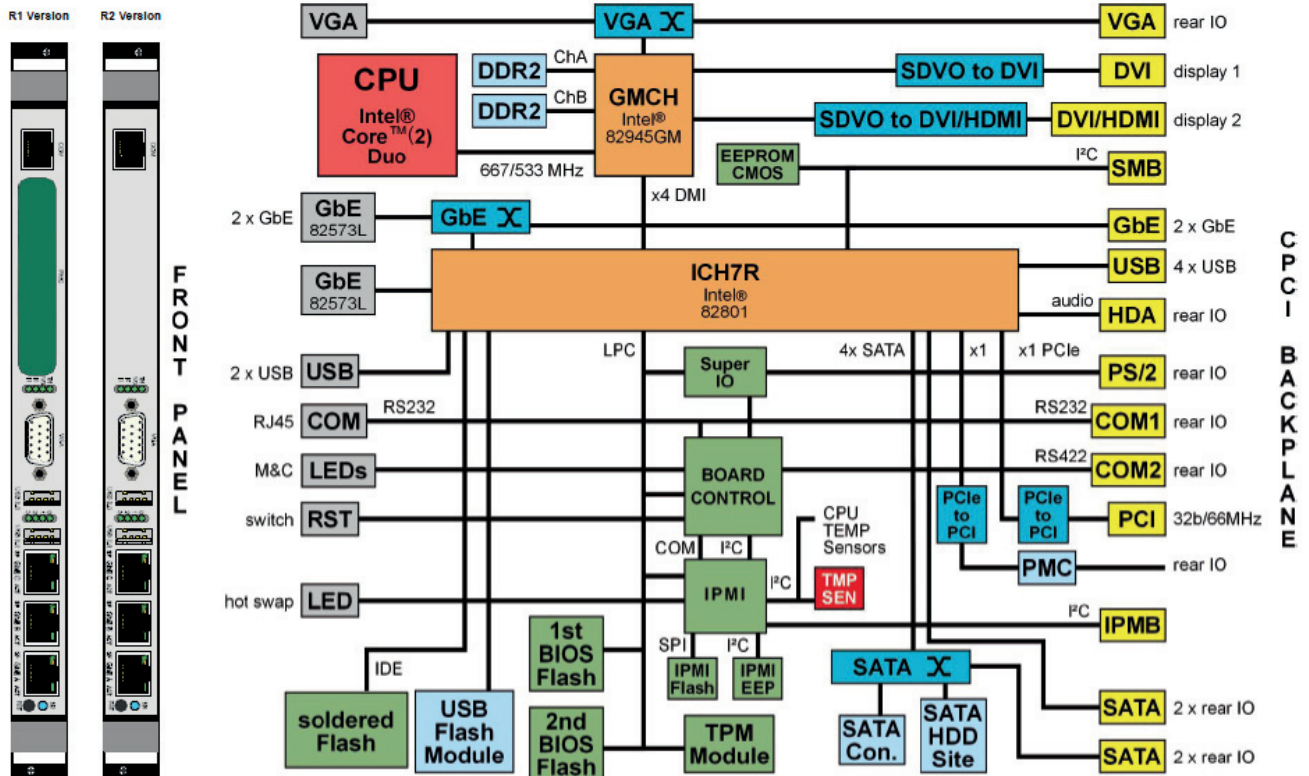 R1 Version
R2 Version
FRONT PANEL
VGA
VGA
VGA
rear IO
CPU
Intel®
Core™(2)
Duo
DDR2
ChA
DDR2
ChB
GMCH
Intel®
82945GM
SDVO to DVI
DVI
display 1
SDVO to DVI/HDMI
DVI/HDMI
display 2
667/533 MHz
x4 DMI
EEPROM
CMOS
I²C
SMB
2 x GbE
GbE
82573L
GbE
GbE
2 x GbE
GbE
82573L
ICH7R
Intel®
82801
USB
4 x USB
audio
HDA
rear IO
LPC
4x SATA
x1
x1 PCIe
2 x USB
USB
Super
IO
PS/2
rear IO
RJ45
COM
RS232
RS232
COM1
rear IO
M&C
LEDs
BOARD
CONTROL
RS422
COM2
rear IO
switch
RST
PCIe
to
PCI
PCIe
to
PCI
PCI
32b/66MHz
CPU
TEMP
Sensors
COM
I²C
PMC
rear IO
hot swap
LED
IPMI
I²C
TMP
SEN
I²C
IPMB
SPI
I²C
IPMI
Flash
IPMI
EEP
1st
BIOS
Flash
IDE
soldered
Flash
USB
Flash
Module
2nd
BIOS
Flash
TPM
Module
SATA
SATA
Con.
SATA
HDD
Site
SATA
2 x rear IO
SATA
2 x rear IO
CPCI BACKPLANE